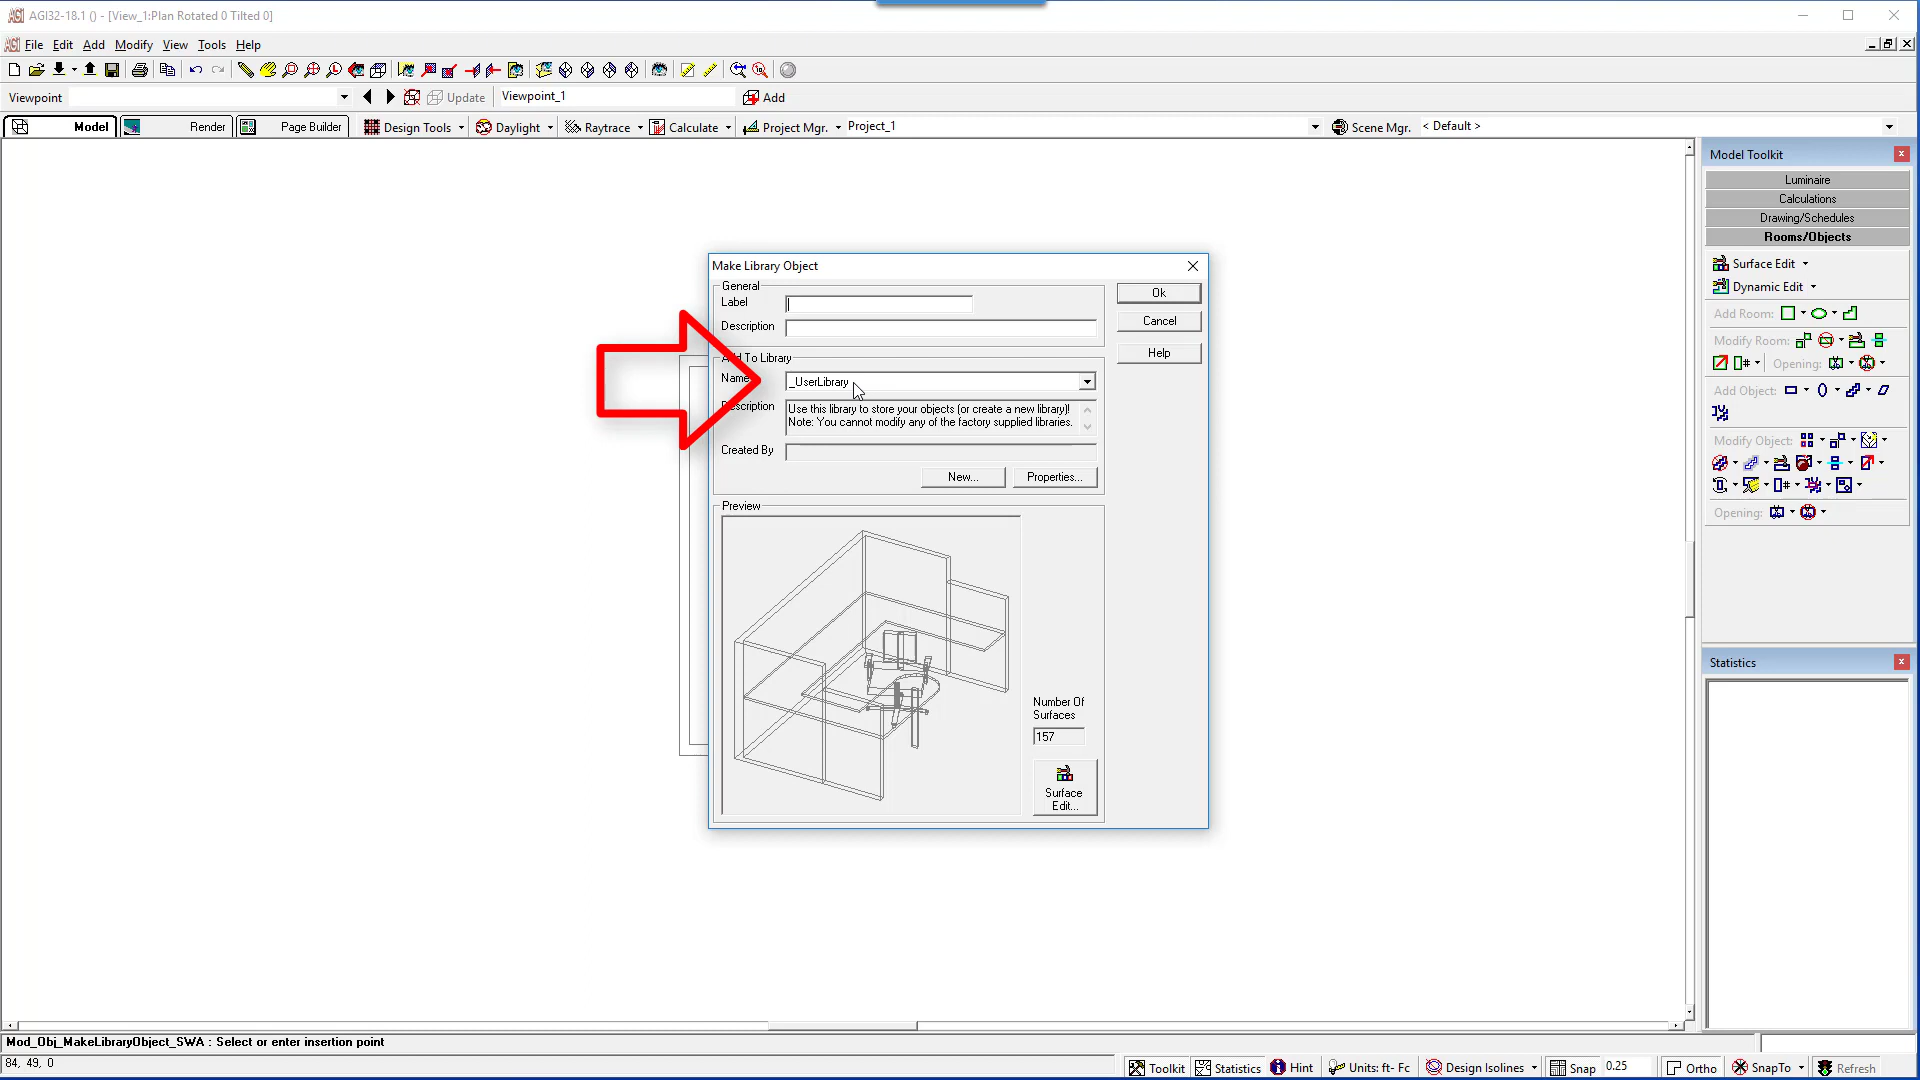 AGI32-18.1 () - [View_1:Plan Rotated 0 Tilted 0]
File Edit Add Modify View Tools Help
Viewpoint Update Viewpoint_1 Add
Model Render Page Builder Design Tools Daylight Raytrace Calculate Project Mgr. Project_1 Scene Mgr. < Default >
Model Toolkit
Luminaire
Calculations
Drawing/Schedules
Rooms/Objects
Surface Edit
Dynamic Edit
Add Room:
Modify Room:
Opening:
Add Object:
Modify Object:
Opening:
Statistics
Make Library Object
General
Label
Description
Ok
Cancel
Help
Add To Library
Name _UserLibrary
Description Use this library to store your objects (or create a new library)!
Note: You cannot modify any of the factory supplied libraries.
Created By
New... Properties...
Preview
Number Of
Surfaces
157
Surface
Edit...
Mod_Obj_MakeLibraryObject_SWA : Select or enter insertion point
84, 49, 0
Toolkit Statistics Hint Units: ft- Fc Design Isolines Snap 0.25 Ortho SnapTo Refresh